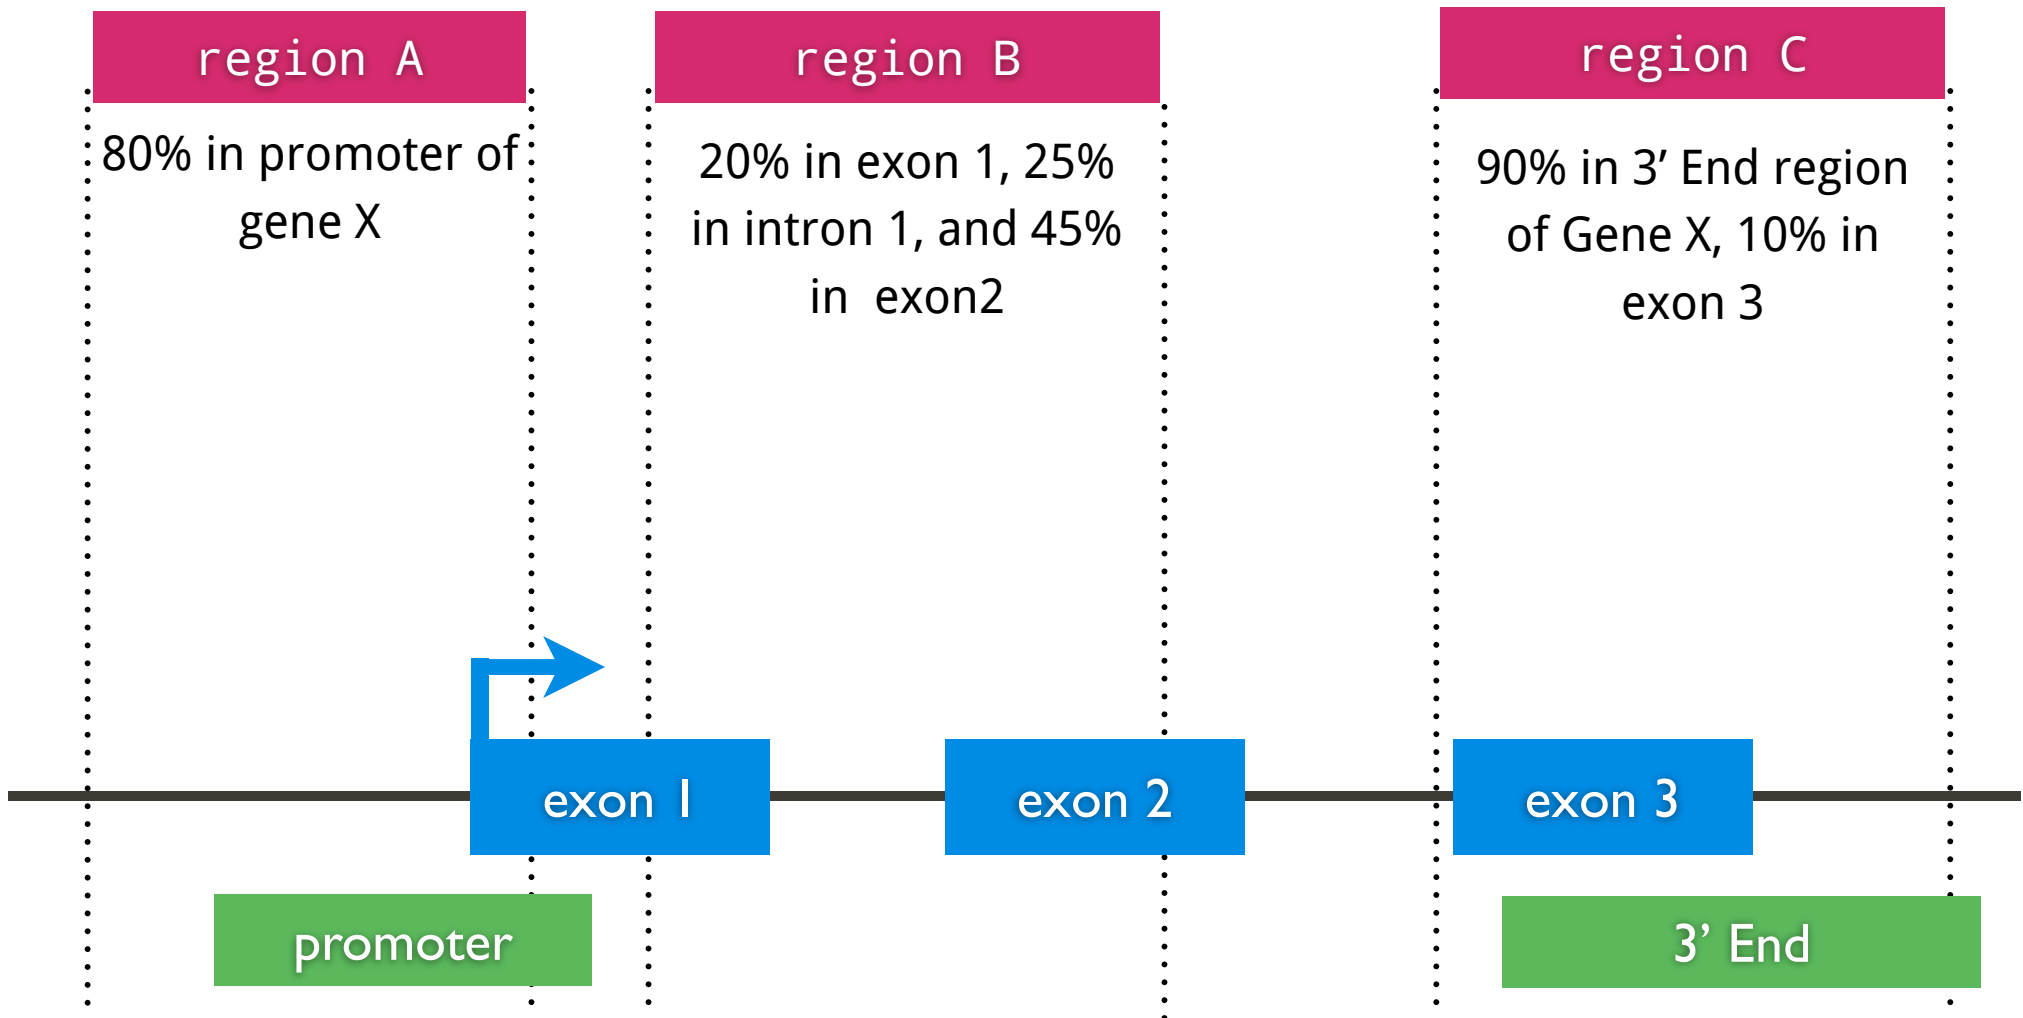 region A
80% in promoter of
gene X
region B
20% in exon 1, 25%
in intron 1, and 45%
in  exon2
region C
90% in 3’ End region
of Gene X, 10% in
exon 3
exon 1
exon 2
exon 3
promoter
3’ End